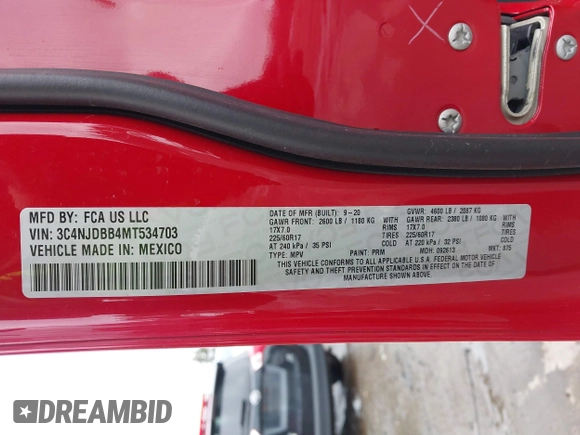 MFD BY: FCA US LLC
VIN: 3C4NJDBB4MT534703
VEHICLE MADE IN: MEXICO
DATE OF MFR (BUILT): 9-20
GAWR FRONT: 2600 LB / 1180 KG
17X7.0 RIMS
225/60R17 TIRES
AT 240 kPa / 35 PSI
TYPE: MPV
GVWR: 4600 LB / 2087 KG
GAWR REAR: 2380 LB / 1080 KG
17X7.0 RIMS
225/60R17 TIRES
AT 220 kPa / 32 PSI
PAINT: PRM MDH: 092613 MKT: 875
THIS VEHICLE CONFORMS TO ALL APPLICABLE U.S.A. FEDERAL MOTOR VEHICLE
SAFETY AND THEFT PREVENTION STANDARDS IN EFFECT ON THE DATE OF
MANUFACTURE SHOWN ABOVE.
DREAMBID